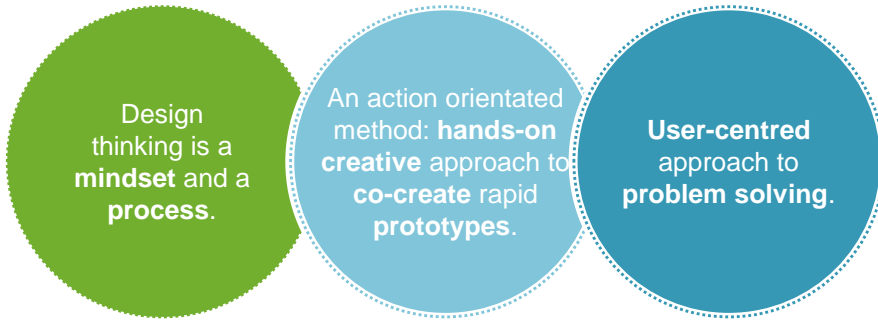 Design
thinking is a
mindset and a
process.
An action orientated
method: hands-on
creative approach to
co-create rapid
prototypes.
User-centred
approach to
problem solving.